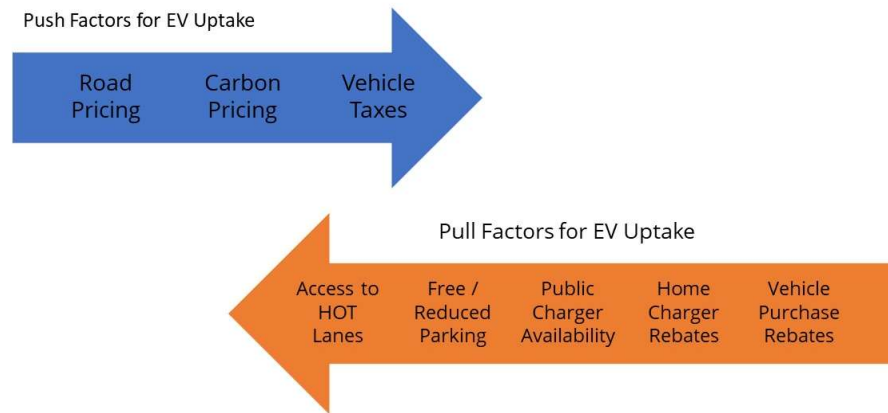 Push Factors for EV Uptake
Road Carbon Vehicle
Pricing Pricing Taxes
Pull Factors for EV Uptake
Access to Free / Public Home Vehicle
HOT Reduced Charger Charger Purchase
Lanes Parking Availability Rebates Rebates